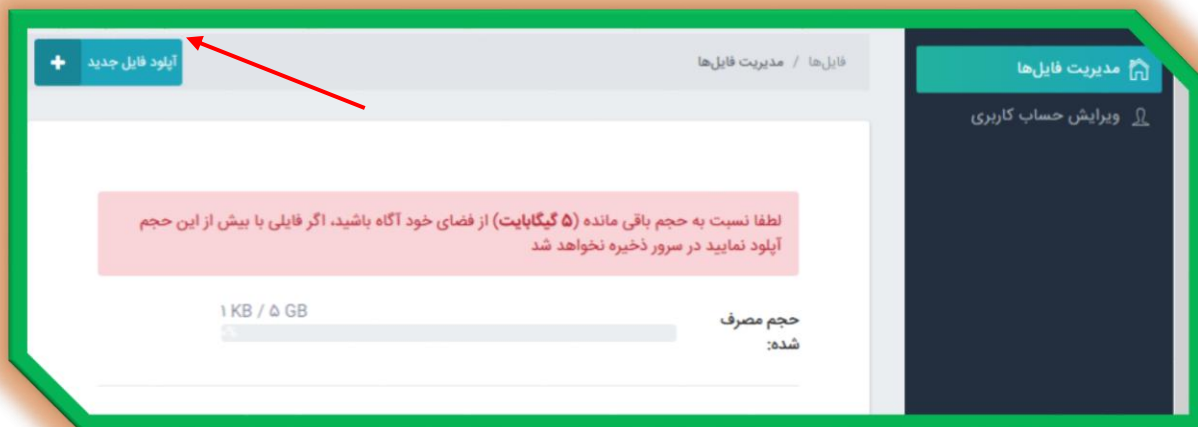 مدیریت فایل‌ها
ویرایش حساب کاربری
فایل‌ها / مدیریت فایل‌ها
آپلود فایل جدید +
لطفا نسبت به حجم باقی مانده (۵ گیگابایت) از فضای خود آگاه باشید، اگر فایلی با بیش از این حجم
آپلود نمایید در سرور ذخیره نخواهد شد
حجم مصرف
شده:
۱ KB / ۵ GB